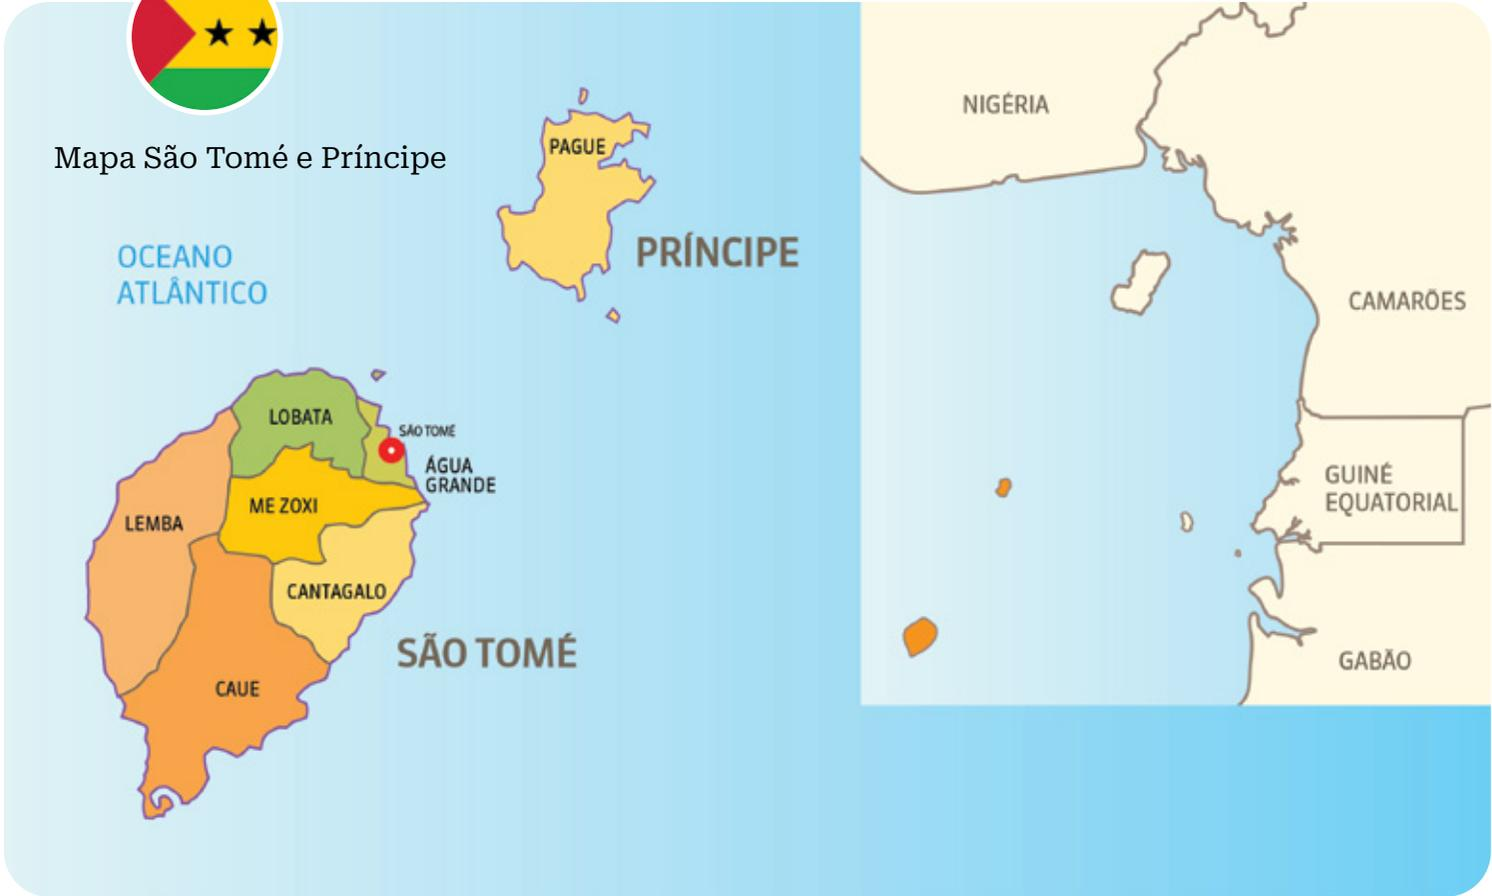 Mapa São Tomé e Príncipe
OCEANO
ATLÂNTICO
PAGUE
PRÍNCIPE
LOBATA
SÃO TOMÉ
ÁGUA
GRANDE
ME ZOXI
LEMBA
CANTAGALO
SÃO TOMÉ
CAUE
NIGÉRIA
CAMARÕES
GUINÉ
EQUATORIAL
GABÃO